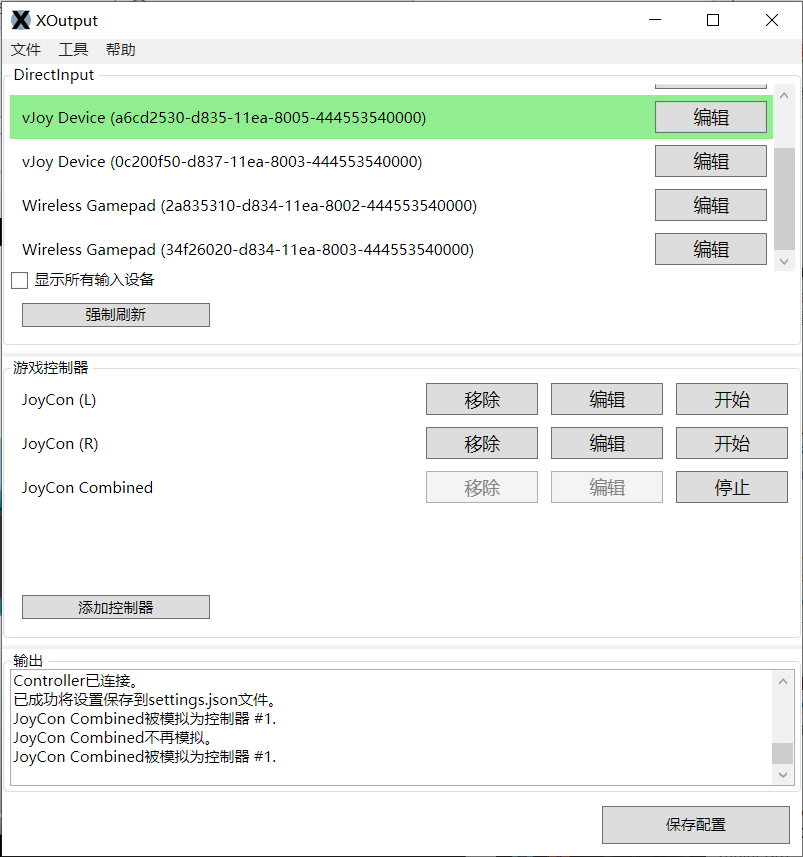 XOutput
文件 工具 帮助
DirectInput
vJoy Device (a6cd2530-d835-11ea-8005-444553540000) 编辑
vJoy Device (0c200f50-d837-11ea-8003-444553540000) 编辑
Wireless Gamepad (2a835310-d834-11ea-8002-444553540000) 编辑
Wireless Gamepad (34f26020-d834-11ea-8003-444553540000) 编辑
显示所有输入设备
强制刷新
游戏控制器
JoyCon (L) 移除 编辑 开始
JoyCon (R) 移除 编辑 开始
JoyCon Combined 移除 编辑 停止
添加控制器
输出
Controller已连接。
已成功将设置保存到settings.json文件。
JoyCon Combined被模拟为控制器 #1.
JoyCon Combined不再模拟。
JoyCon Combined被模拟为控制器 #1.
保存配置